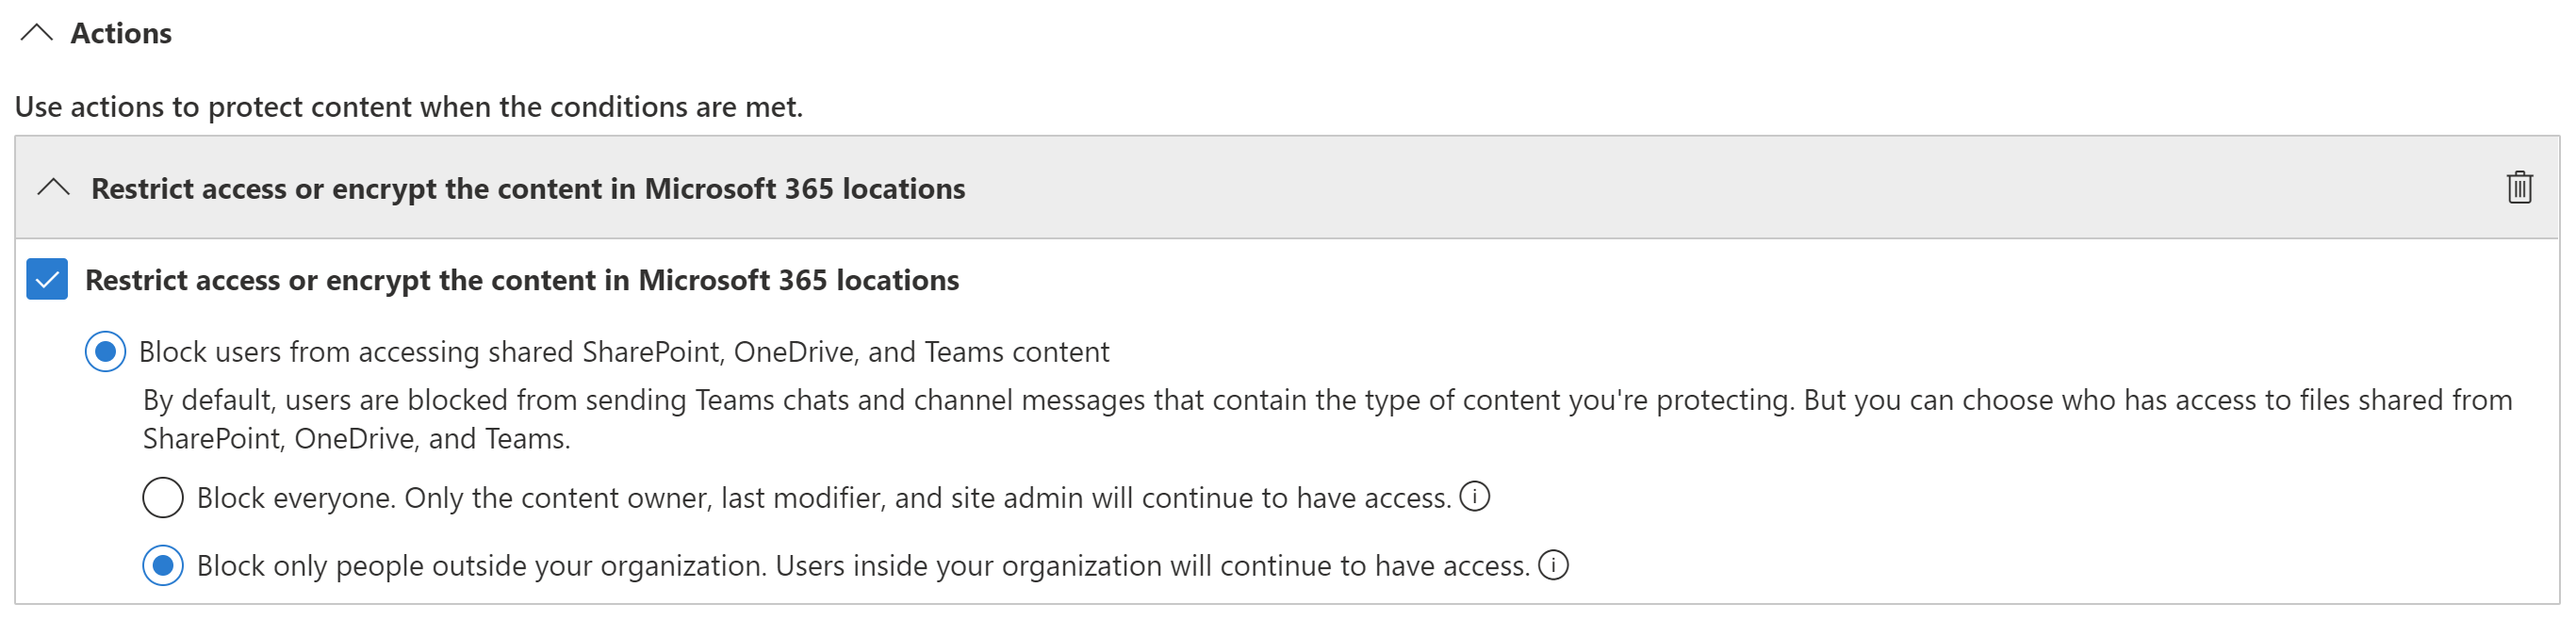 Actions
Use actions to protect content when the conditions are met.
Restrict access or encrypt the content in Microsoft 365 locations
Restrict access or encrypt the content in Microsoft 365 locations
Block users from accessing shared SharePoint, OneDrive, and Teams content
By default, users are blocked from sending Teams chats and channel messages that contain the type of content you're protecting. But you can choose who has access to files shared from
SharePoint, OneDrive, and Teams.
Block everyone. Only the content owner, last modifier, and site admin will continue to have access.
Block only people outside your organization. Users inside your organization will continue to have access.